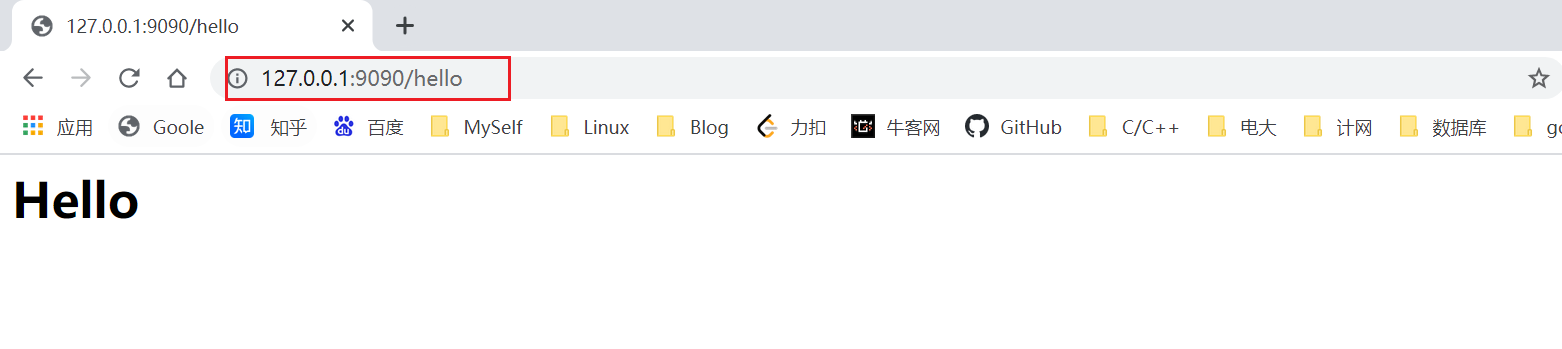 127.0.0.1:9090/hello
127.0.0.1:9090/hello
应用 Goole 知 知乎 du 百度 MySelf Linux Blog 力扣 牛客网 GitHub C/C++ 电大 计网 数据库
Hello